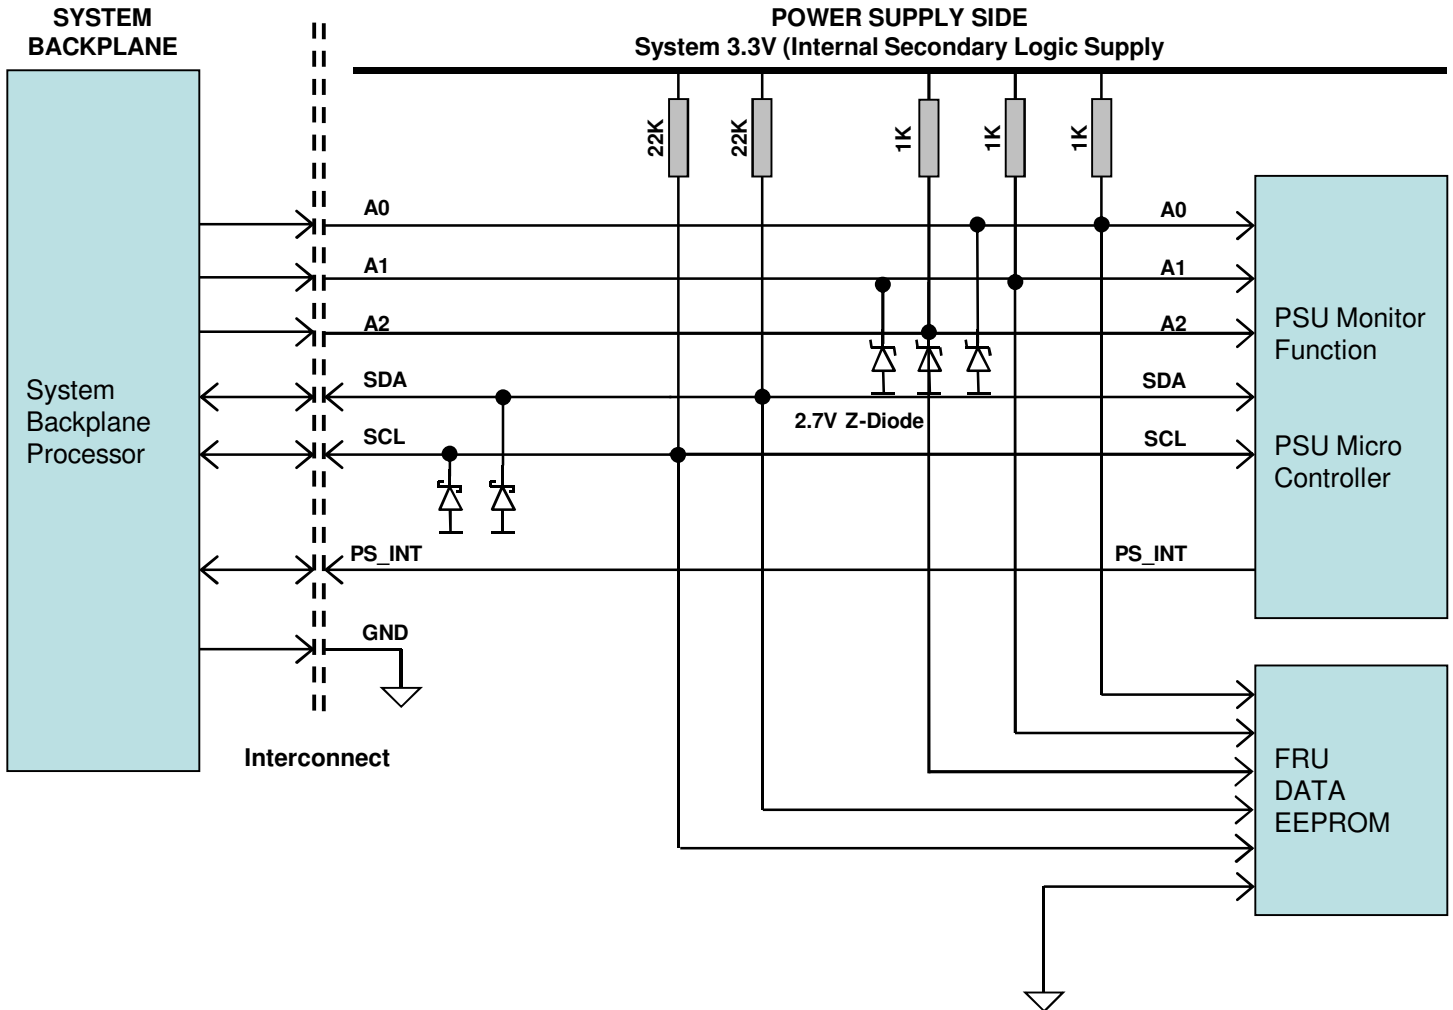 SYSTEM
BACKPLANE
POWER SUPPLY SIDE
System 3.3V (Internal Secondary Logic Supply
22K
22K
1K
1K
1K
A0
A0
A1
A1
A2
A2
SDA
SDA
2.7V Z-Diode
SCL
SCL
PS_INT
PS_INT
GND
System
Backplane
Processor
PSU Monitor
Function
PSU Micro
Controller
Interconnect
FRU
DATA
EEPROM